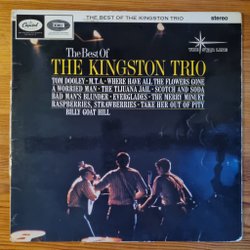 THE BEST OF THE KINGSTON TRIO
stereo
Capitol
The Best Of
THE KINGSTON TRIO
TOM DOOLEY · M.T.A. · WHERE HAVE ALL THE FLOWERS GONE
A WORRIED MAN · THE TIJUANA JAIL · SCOTCH AND SODA
BAD MAN'S BLUNDER · EVERGLADES · THE MERRY MINUET
RASPBERRIES, STRAWBERRIES · TAKE HER OUT OF PITY
BILLY GOAT HILL